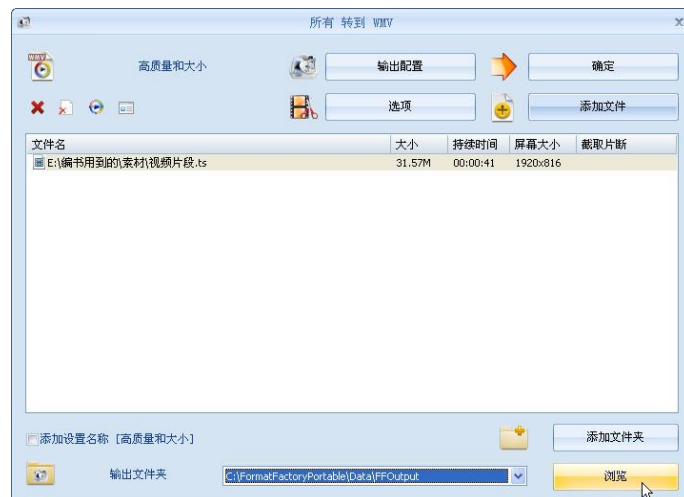 所有 转到 WMV
WMV
高质量和大小
输出配置
确定
选项
添加文件
文件名 大小 持续时间 屏幕大小 截取片断
E:\编书用到的\素材\视频片段.ts 31.57M 00:00:41 1920x816
添加设置名称 [高质量和大小]
添加文件夹
输出文件夹
C:\FormatFactoryPortable\Data\FFOutput
浏览